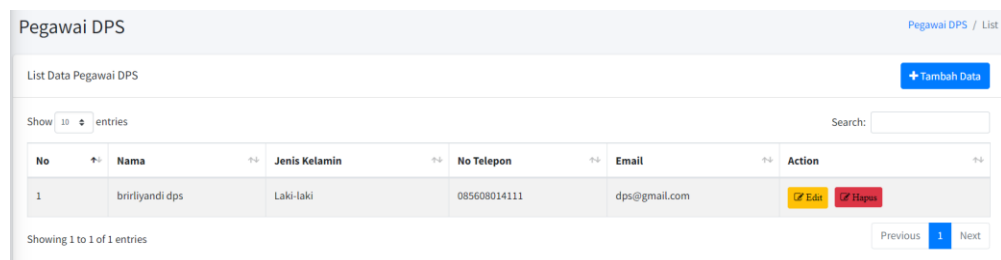 Pegawai DPS
Pegawai DPS / List
List Data Pegawai DPS
Tambah Data
Show 10 entries
Search:
No Nama Jenis Kelamin No Telepon Email Action
1 brirliyandi dps Laki-laki 085608014111 dps@gmail.com Edit Hapus
Showing 1 to 1 of 1 entries
Previous 1 Next